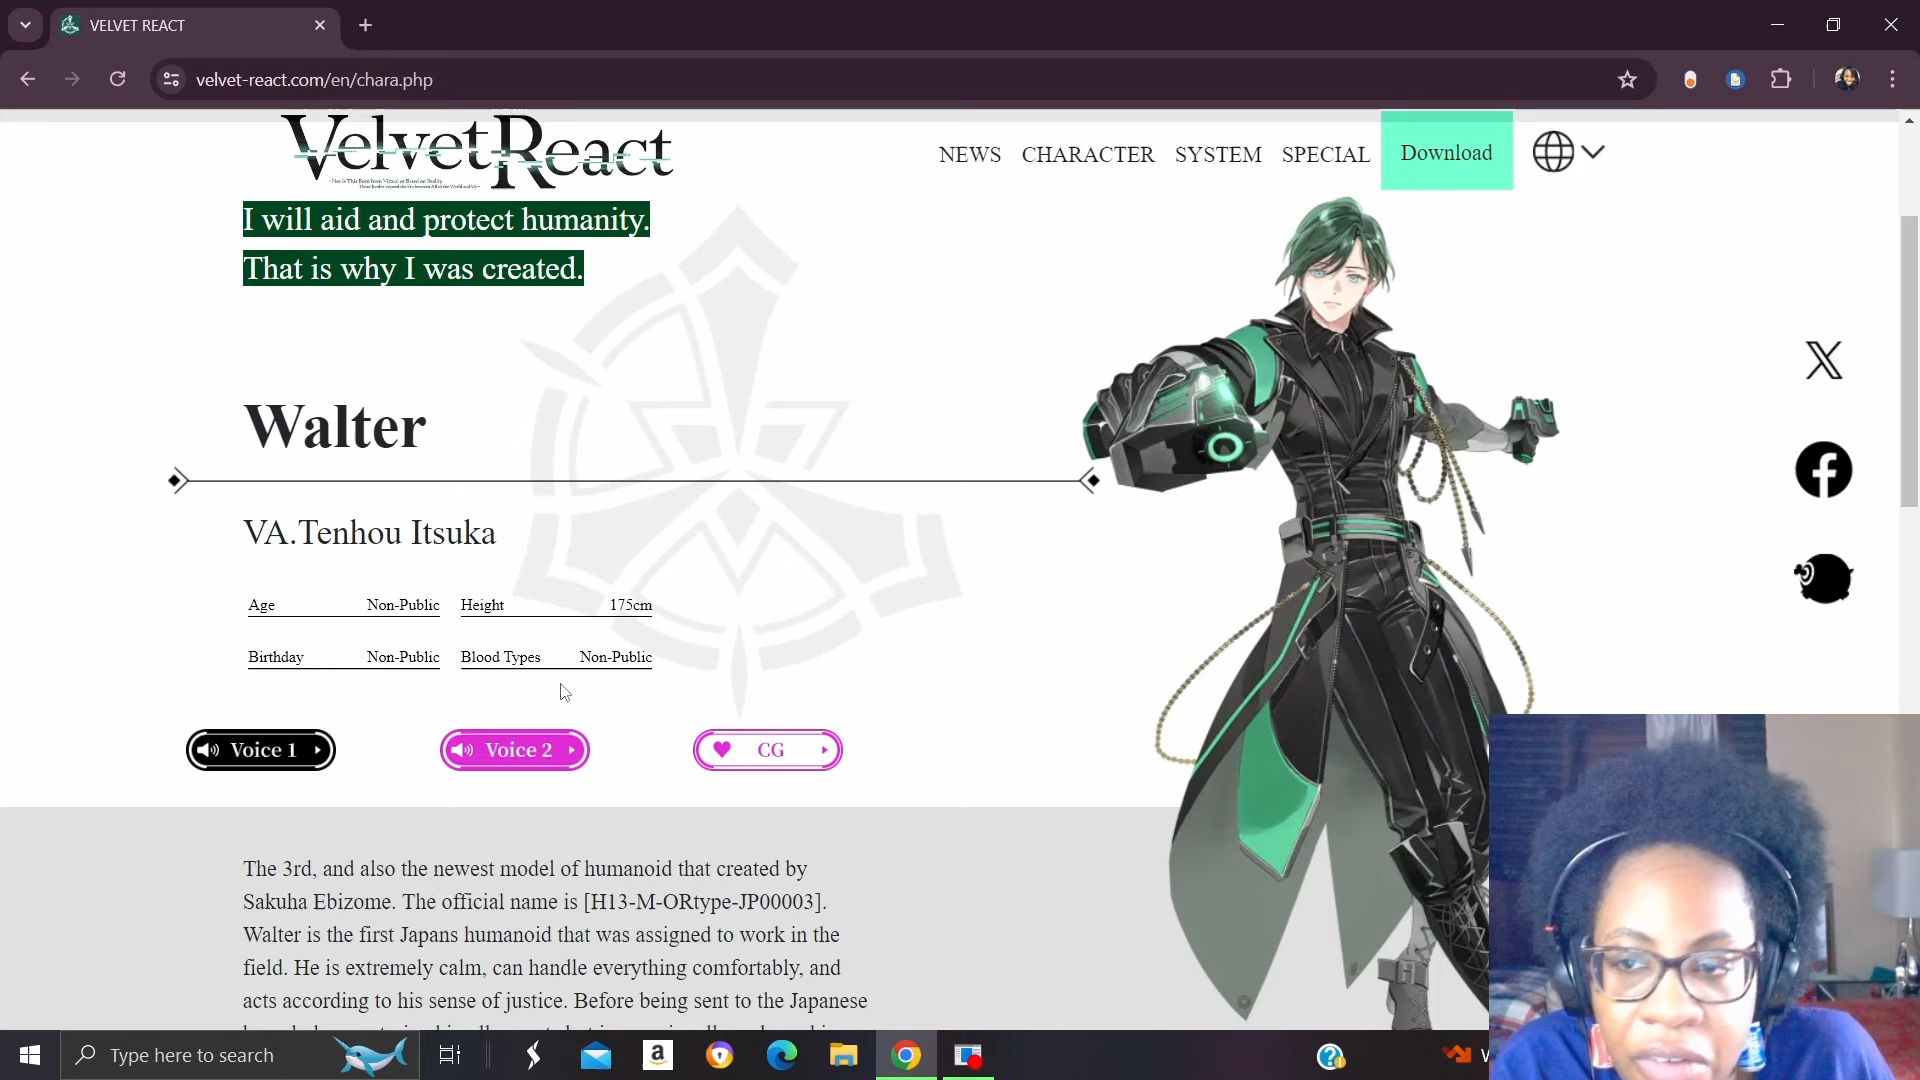 VELVET REACT
velvet-react.com/en/chara.php
VelvetReact
NEWS CHARACTER SYSTEM SPECIAL Download
I will aid and protect humanity.
That is why I was created.
Walter
VA.Tenhou Itsuka
Age Non-Public Height 175cm
Birthday Non-Public Blood Types Non-Public
Voice 1 Voice 2 CG
The 3rd, and also the newest model of humanoid that created by
Sakuha Ebizome. The official name is [H13-M-ORtype-JP00003].
Walter is the first Japans humanoid that was assigned to work in the
field. He is extremely calm, can handle everything comfortably, and
acts according to his sense of justice. Before being sent to the Japanese
Type here to search